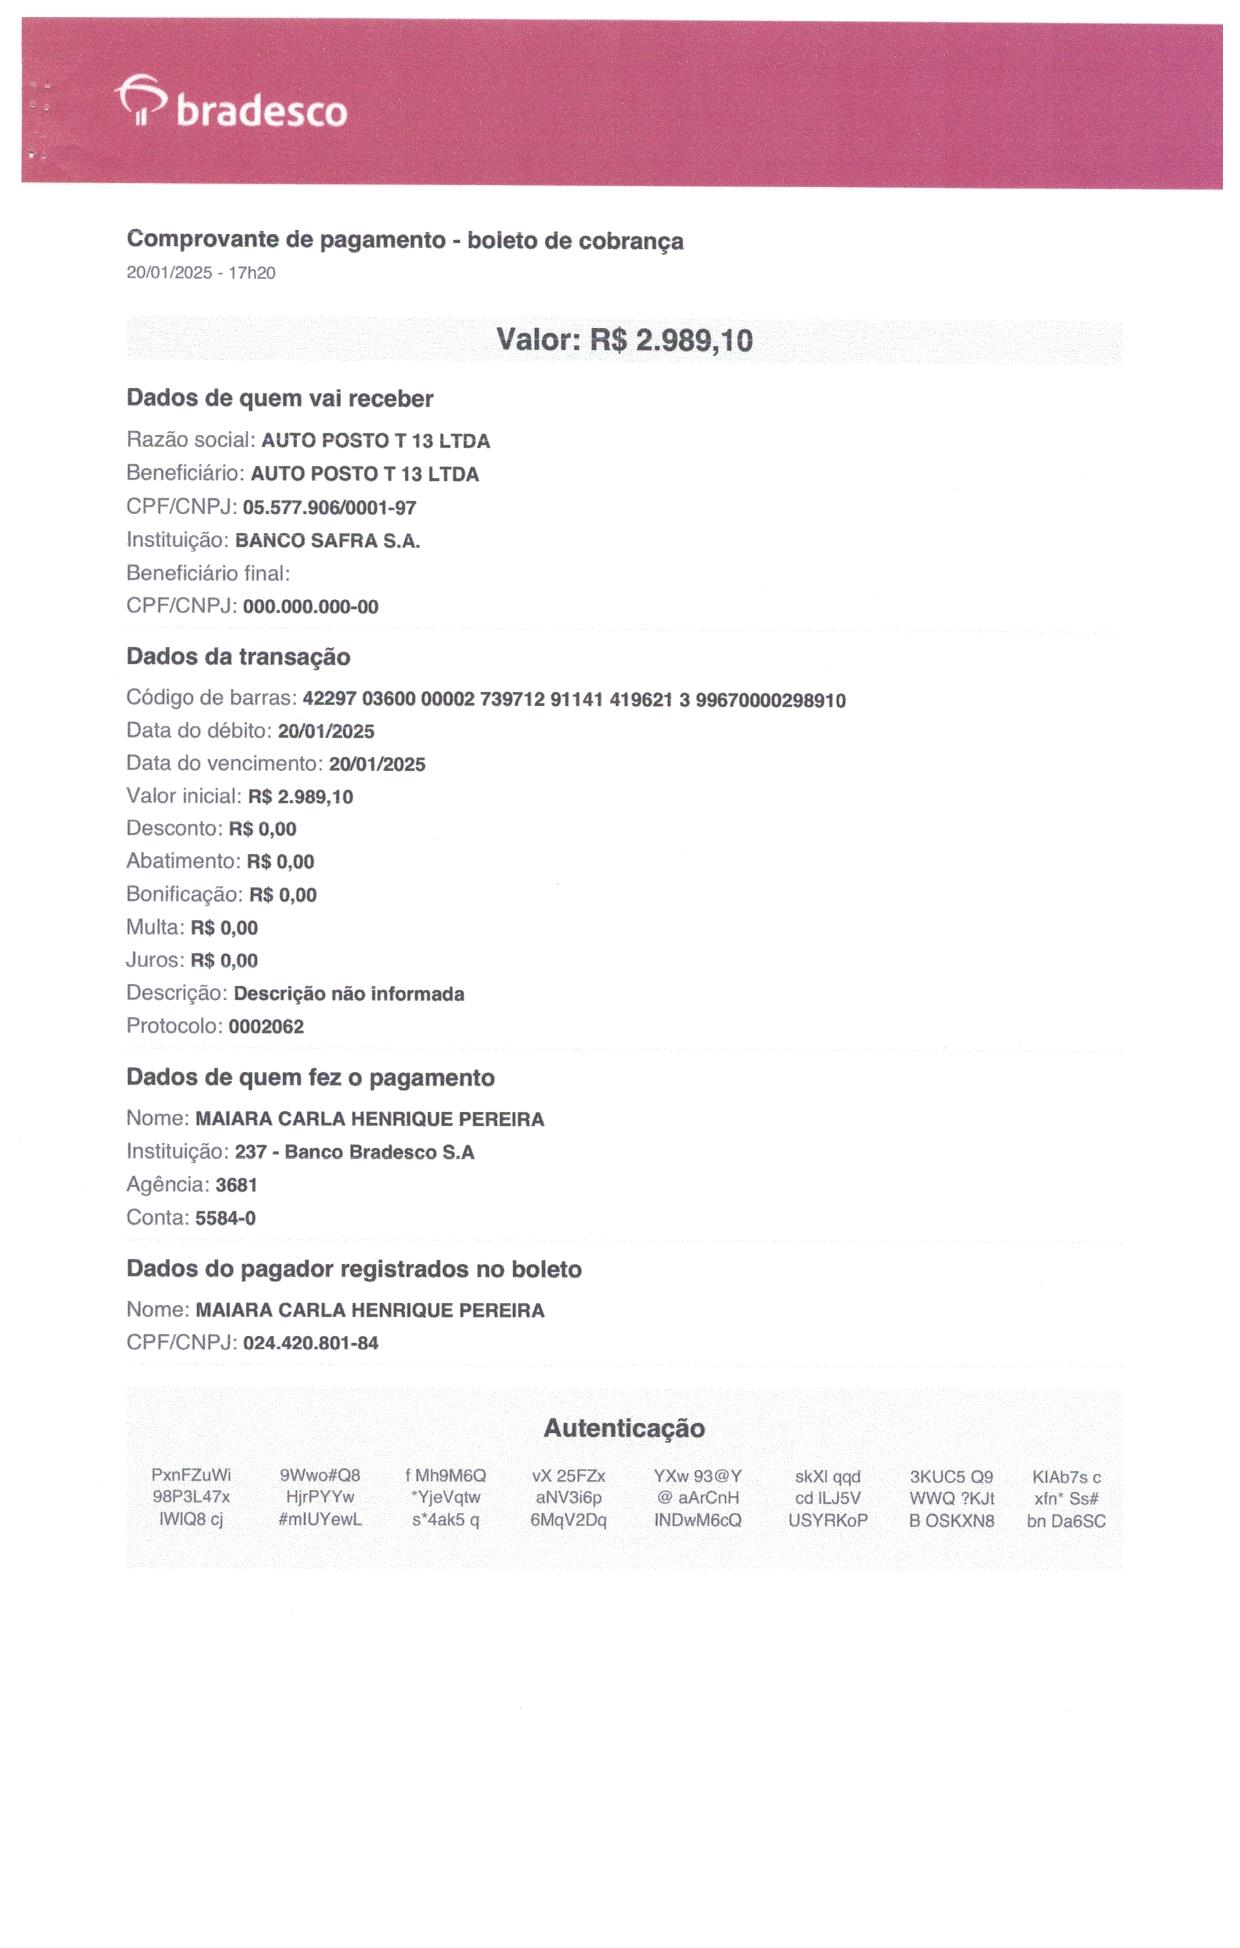 bradesco
Comprovante de pagamento - boleto de cobrança
20/01/2025 - 17h20
Valor: R$ 2.989,10
Dados de quem vai receber
Razão social: AUTO POSTO T 13 LTDA
Beneficiário: AUTO POSTO T 13 LTDA
CPF/CNPJ: 05.577.906/0001-97
Instituição: BANCO SAFRA S.A.
Beneficiário final:
CPF/CNPJ: 000.000.000-00
Dados da transação
Código de barras: 42297 03600 00002 739712 91141 419621 3 99670000298910
Data do débito: 20/01/2025
Data do vencimento: 20/01/2025
Valor inicial: R$ 2.989,10
Desconto: R$ 0,00
Abatimento: R$ 0,00
Bonificação: R$ 0,00
Multa: R$ 0,00
Juros: R$ 0,00
Descrição: Descrição não informada
Protocolo: 0002062
Dados de quem fez o pagamento
Nome: MAIARA CARLA HENRIQUE PEREIRA
Instituição: 237 - Banco Bradesco S.A
Agência: 3681
Conta: 5584-0
Dados do pagador registrados no boleto
Nome: MAIARA CARLA HENRIQUE PEREIRA
CPF/CNPJ: 024.420.801-84
Autenticação
PxnFZuWi 9Wwo#Q8 f Mh9M6Q vX 25FZx YXw 93@Y skXl qqd 3KUC5 Q9 KIAb7s c
98P3L47x HjrPYYw *YjeVqtw aNV3i6p @ aArCnH cd ILJ5V WWQ ?KJt xfn* Ss#
IWIQ8 cj #mIUYewL s*4ak5 q 6MqV2Dq INDwM6cQ USYRKoP B OSKXN8 bn Da6SC